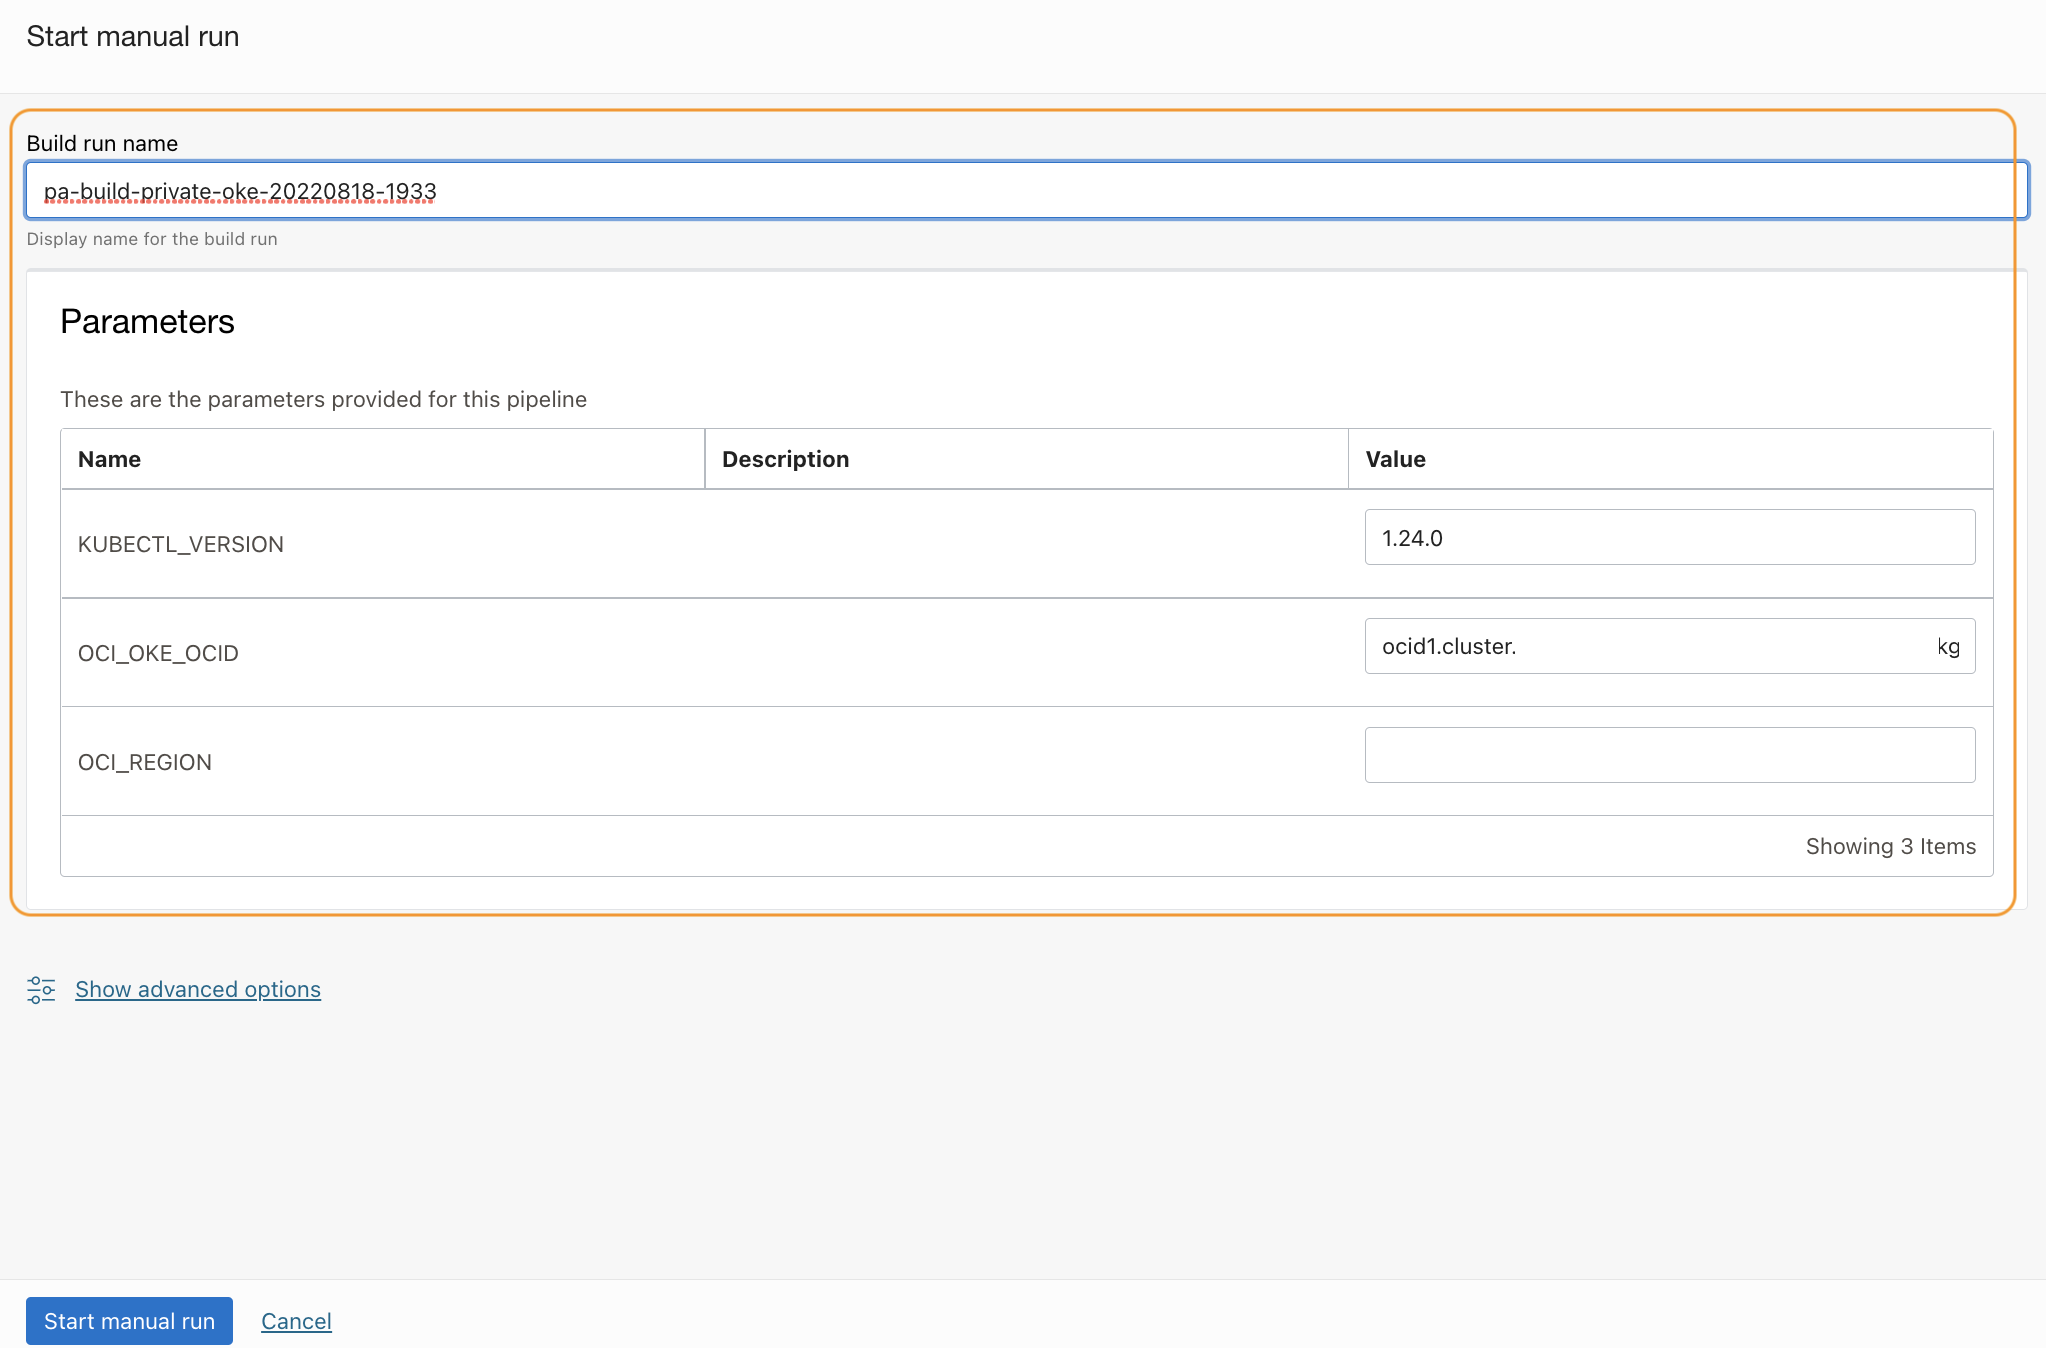 Start manual run
Build run name
pa-build-private-oke-20220818-1933
Display name for the build run
Parameters
These are the parameters provided for this pipeline
Name Description Value
KUBECTL_VERSION 1.24.0
OCI_OKE_OCID ocid1.cluster. kg
OCI_REGION
Showing 3 Items
Show advanced options
Start manual run Cancel